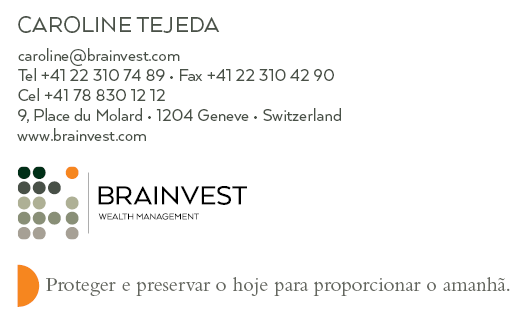 CAROLINE TEJEDA
caroline@brainvest.com
Tel +41 22 310 74 89 • Fax +41 22 310 42 90
Cel +41 78 830 12 12
9, Place du Molard • 1204 Geneve • Switzerland
www.brainvest.com
BRAINVEST
WEALTH MANAGEMENT
Proteger e preservar o hoje para proporcionar o amanhã.